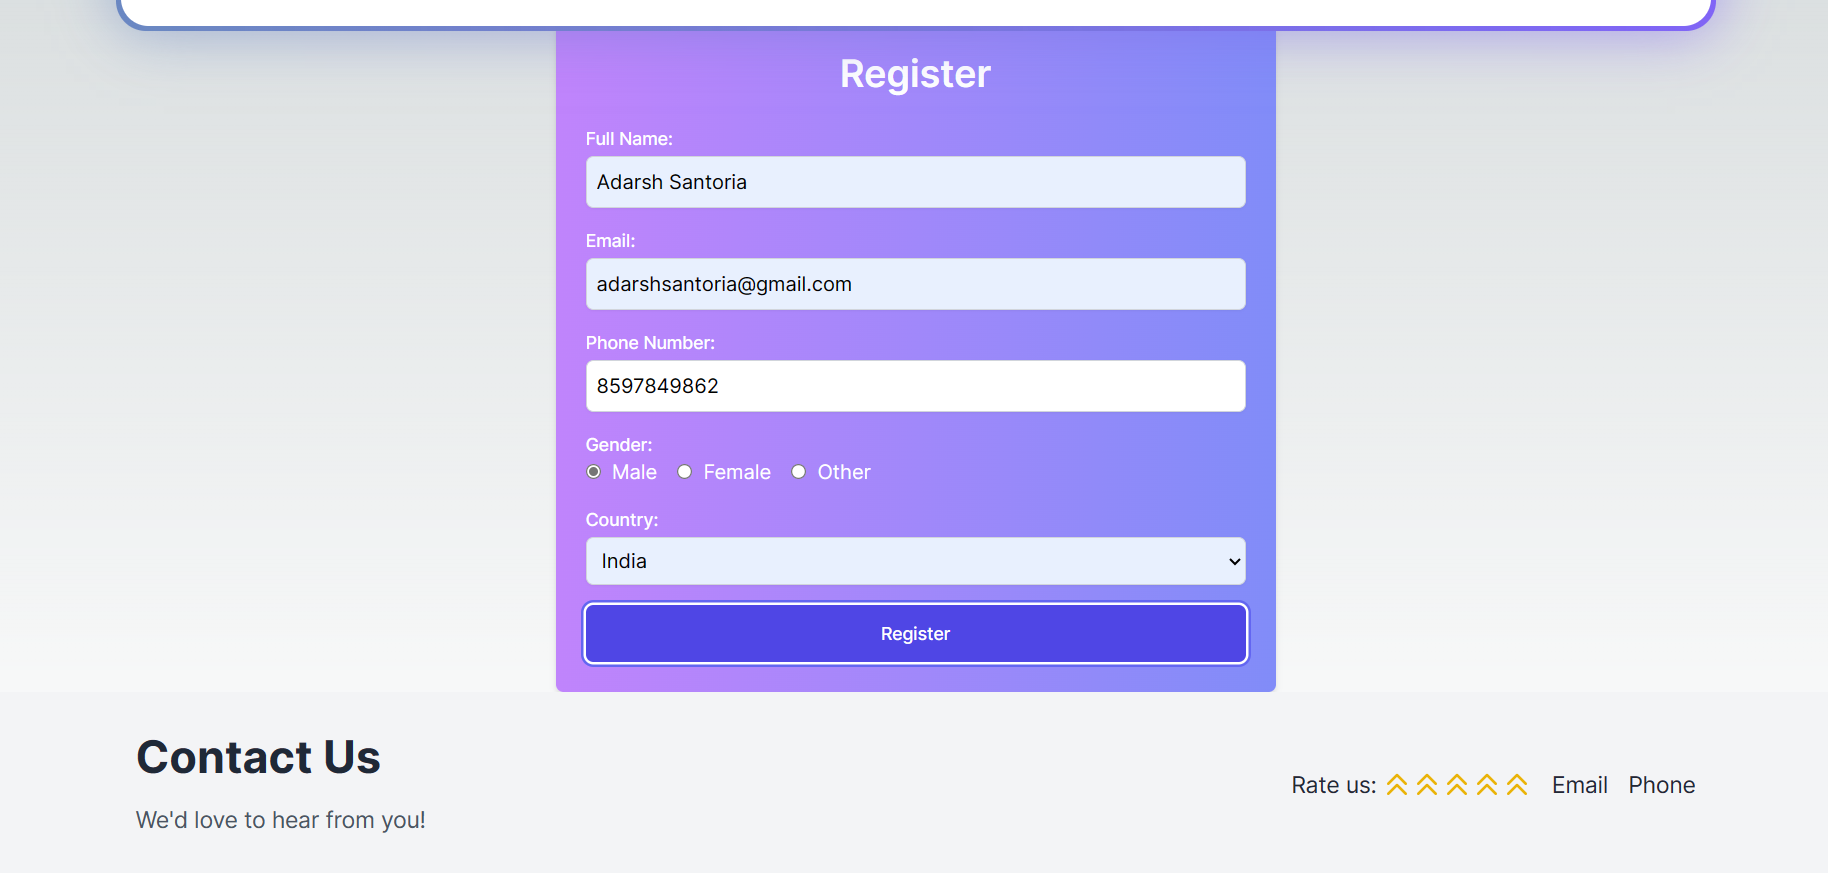 Register
Full Name:
Adarsh Santoria
Email:
adarshsantoria@gmail.com
Phone Number:
8597849862
Gender:
Male Female Other
Country:
India
Register
Contact Us
We'd love to hear from you!
Rate us: Email Phone